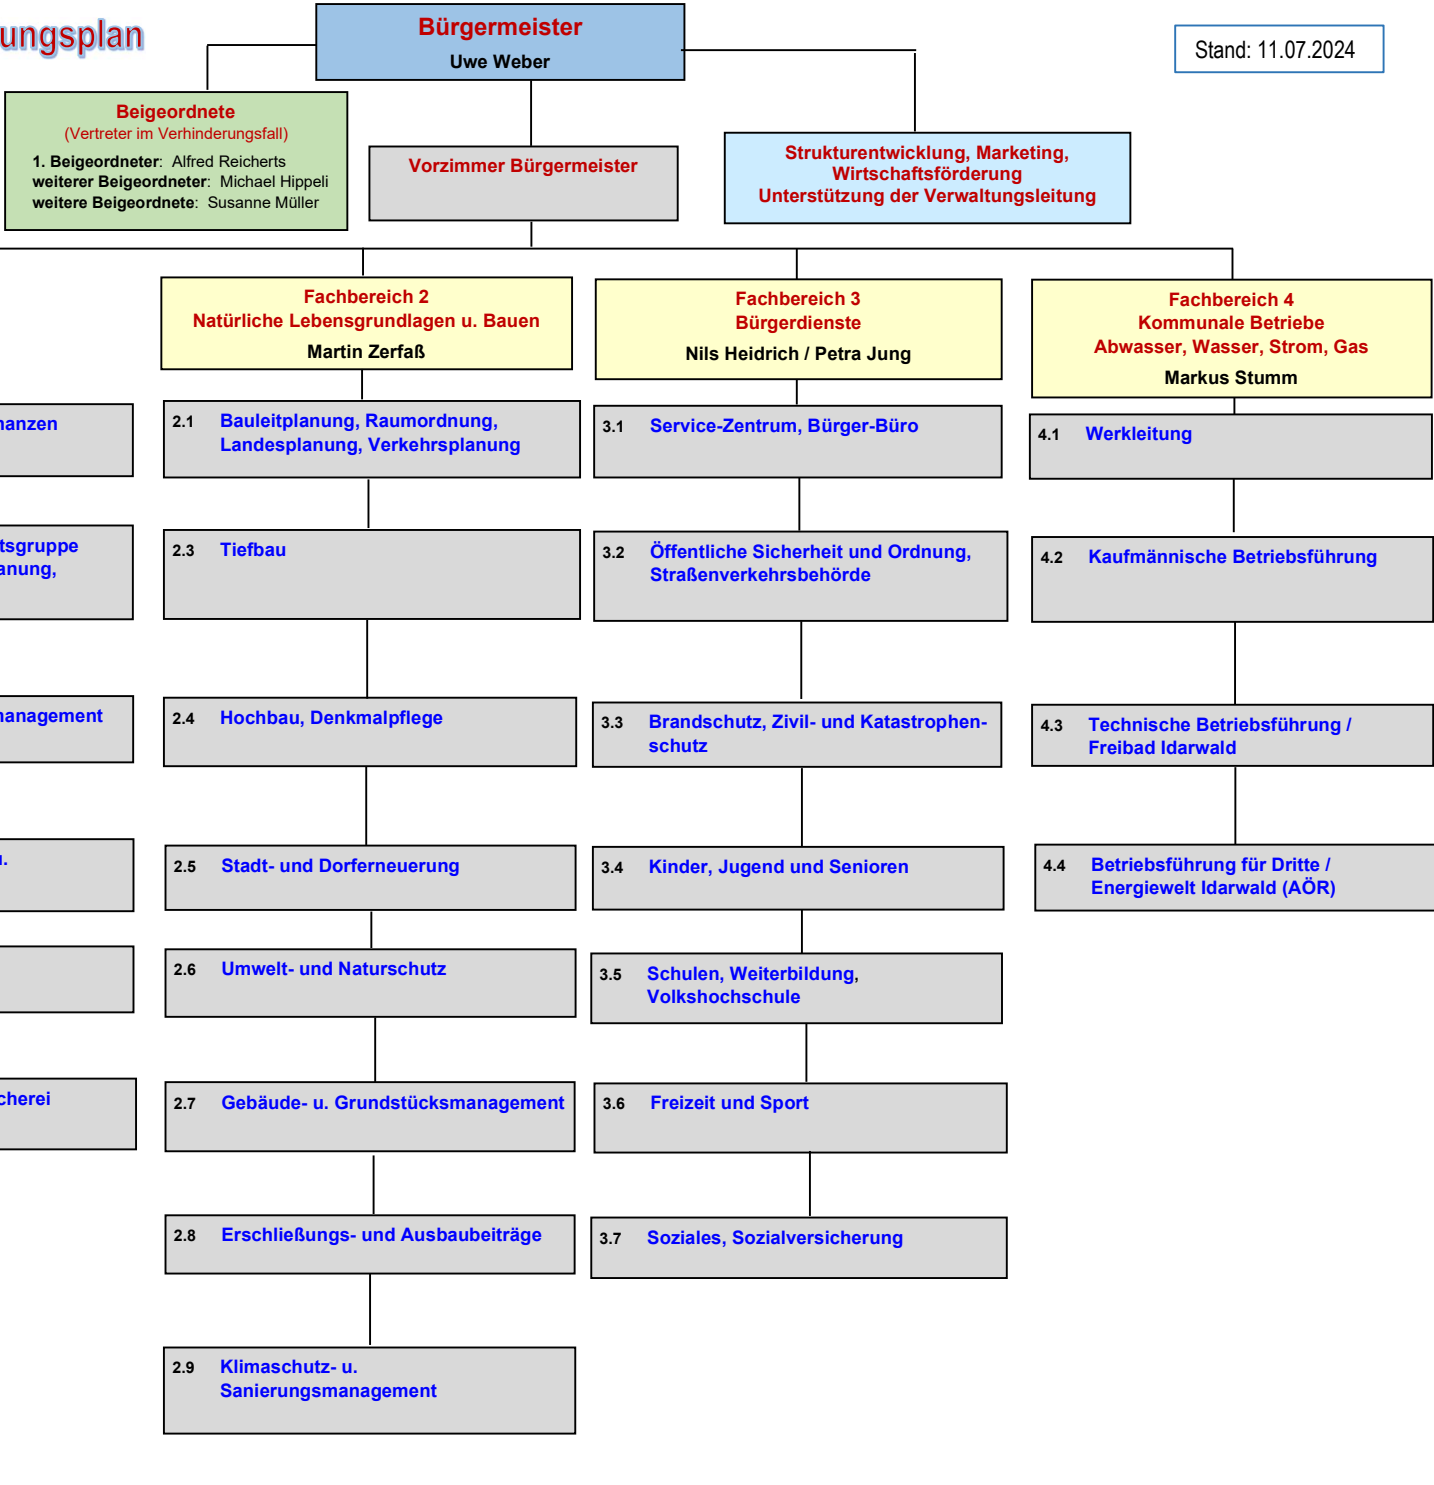 ungsplan
Bürgermeister
Uwe Weber
Stand: 11.07.2024
Beigeordnete
(Vertreter im Verhinderungsfall)
1. Beigeordneter: Alfred Reicherts
weiterer Beigeordneter: Michael Hippeli
weitere Beigeordnete: Susanne Müller
Vorzimmer Bürgermeister
Strukturentwicklung, Marketing,
Wirtschaftsförderung
Unterstützung der Verwaltungsleitung
nanzen
tsgruppe
anung,
nanagement
u.
cherei
Fachbereich 2
Natürliche Lebensgrundlagen u. Bauen
Martin Zerfaß
2.1 Bauleitplanung, Raumordnung,
Landesplanung, Verkehrsplanung
2.3 Tiefbau
2.4 Hochbau, Denkmalpflege
2.5 Stadt- und Dorferneuerung
2.6 Umwelt- und Naturschutz
2.7 Gebäude- u. Grundstücksmanagement
2.8 Erschließungs- und Ausbaubeiträge
2.9 Klimaschutz- u.
Sanierungsmanagement
Fachbereich 3
Bürgerdienste
Nils Heidrich / Petra Jung
3.1 Service-Zentrum, Bürger-Büro
3.2 Öffentliche Sicherheit und Ordnung,
Straßenverkehrsbehörde
3.3 Brandschutz, Zivil- und Katastrophen-
schutz
3.4 Kinder, Jugend und Senioren
3.5 Schulen, Weiterbildung,
Volkshochschule
3.6 Freizeit und Sport
3.7 Soziales, Sozialversicherung
Fachbereich 4
Kommunale Betriebe
Abwasser, Wasser, Strom, Gas
Markus Stumm
4.1 Werkleitung
4.2 Kaufmännische Betriebsführung
4.3 Technische Betriebsführung /
Freibad Idarwald
4.4 Betriebsführung für Dritte /
Energiewelt Idarwald (AÖR)